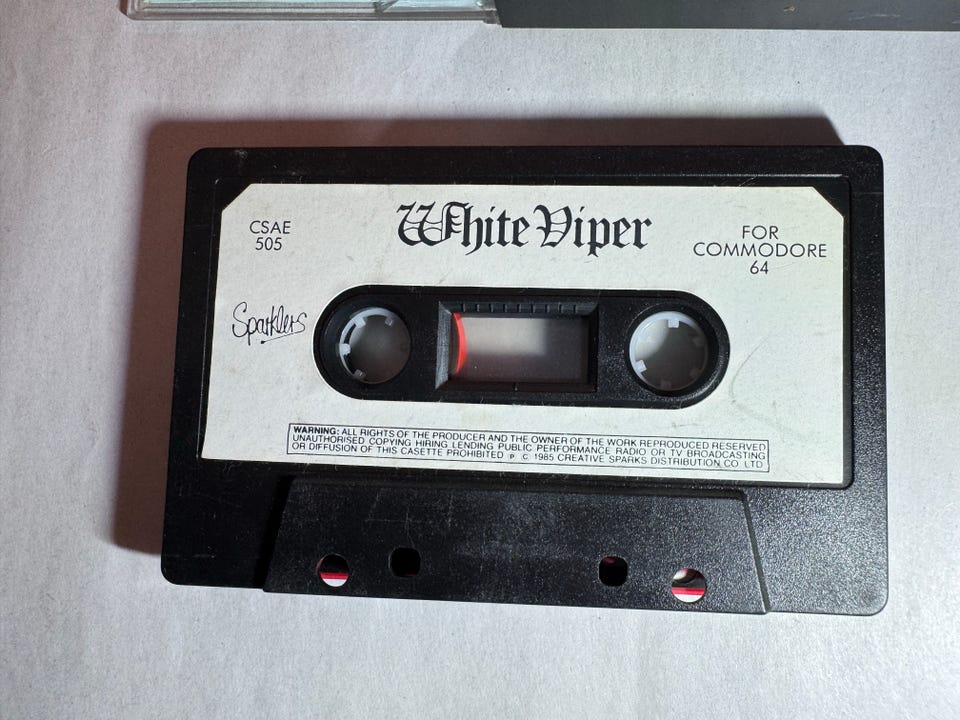 CSAE
505
White Viper
FOR
COMMODORE
64
Sparklers
WARNING: ALL RIGHTS OF THE PRODUCER AND THE OWNER OF THE WORK REPRODUCED RESERVED
UNAUTHORISED COPYING HIRING LENDING PUBLIC PERFORMANCE RADIO OR TV BROADCASTING
OR DIFFUSION OF THIS CASETTE PROHIBITED Ⓟ © 1985 CREATIVE SPARKS DISTRIBUTION CO LTD